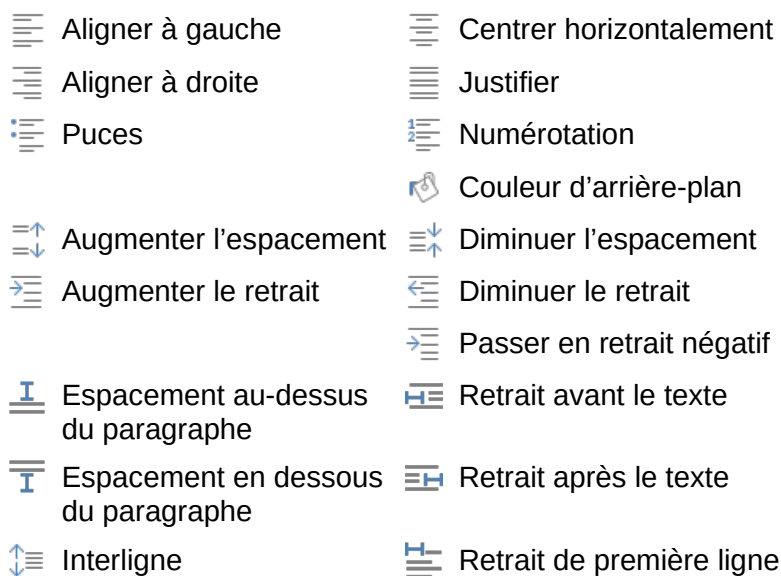 Aligner à gauche
Centrer horizontalement
Aligner à droite
Justifier
Puces
Numérotation
Couleur d’arrière-plan
Augmenter l’espacement
Diminuer l’espacement
Augmenter le retrait
Diminuer le retrait
Passer en retrait négatif
Espacement au-dessus
du paragraphe
Retrait avant le texte
Espacement en dessous
du paragraphe
Retrait après le texte
Interligne
Retrait de première ligne